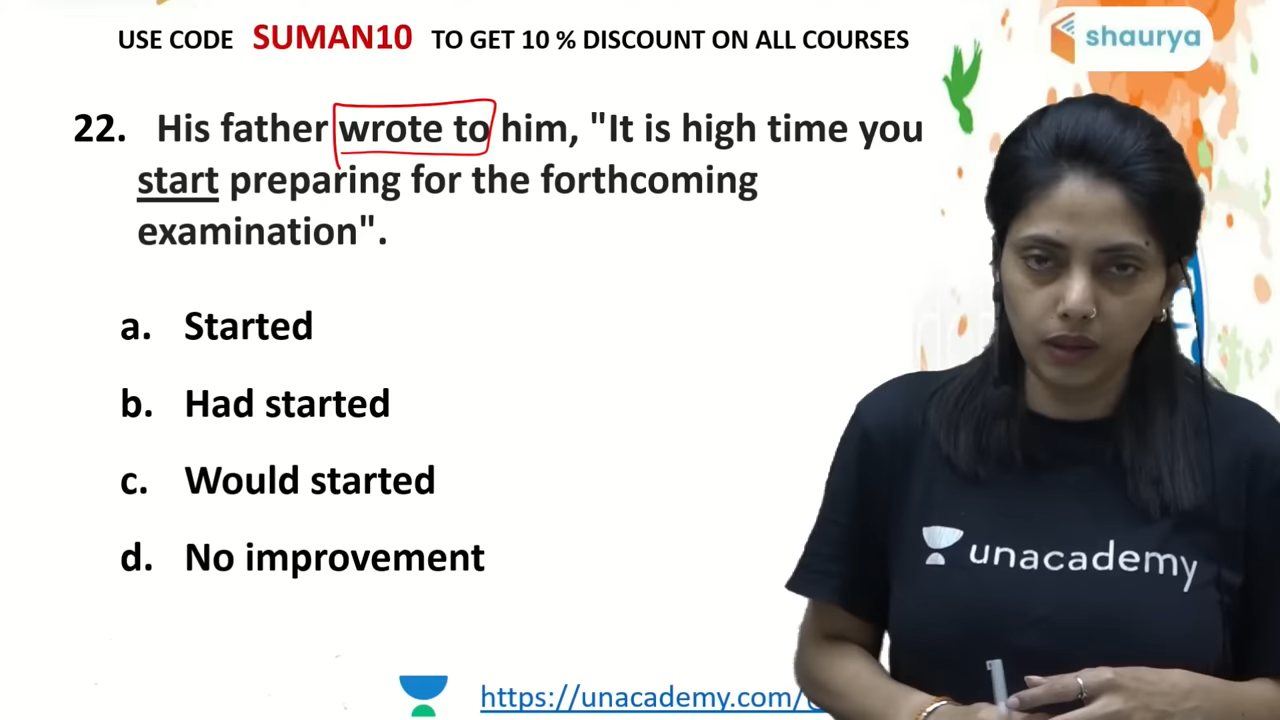 USE CODE SUMAN10 TO GET 10 % DISCOUNT ON ALL COURSES
shaurya
22. His father wrote to him, "It is high time you
start preparing for the forthcoming
examination".
a. Started
b. Had started
c. Would started
d. No improvement
unacademy
https://unacademy.com/